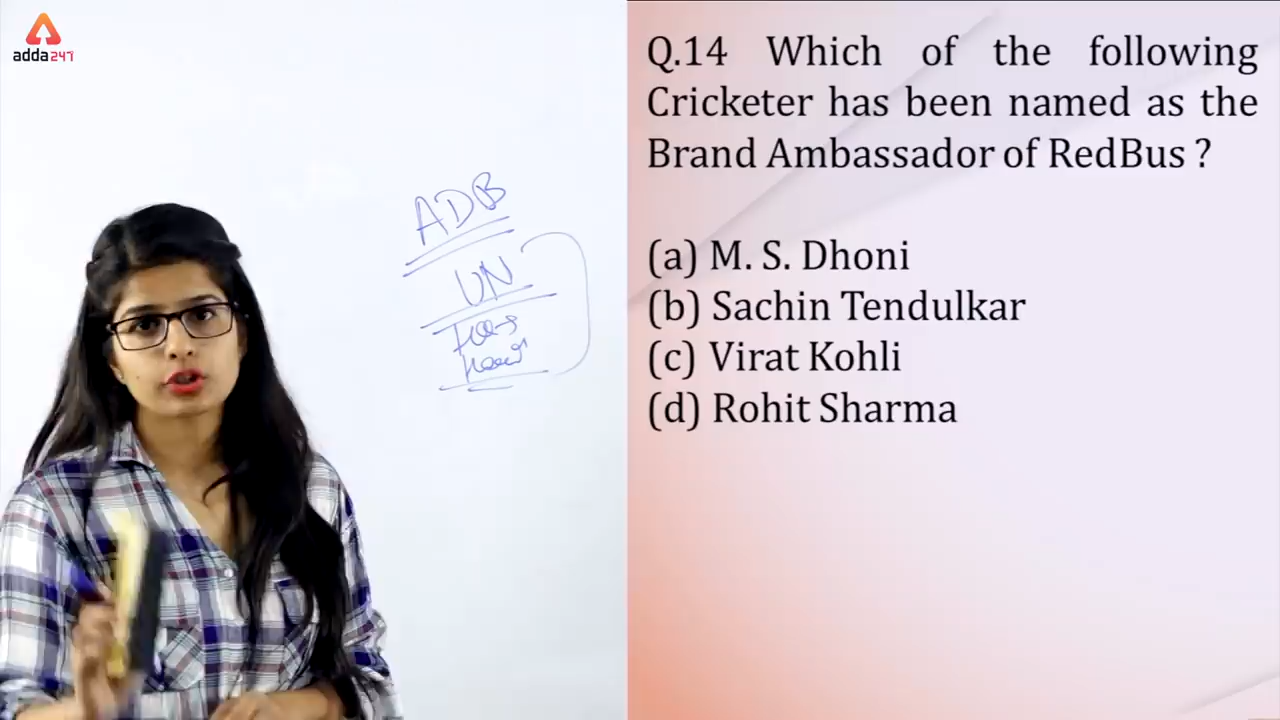 adda247
Q.14 Which of the following
Cricketer has been named as the
Brand Ambassador of RedBus ?
(a) M. S. Dhoni
(b) Sachin Tendulkar
(c) Virat Kohli
(d) Rohit Sharma
ADB
UN